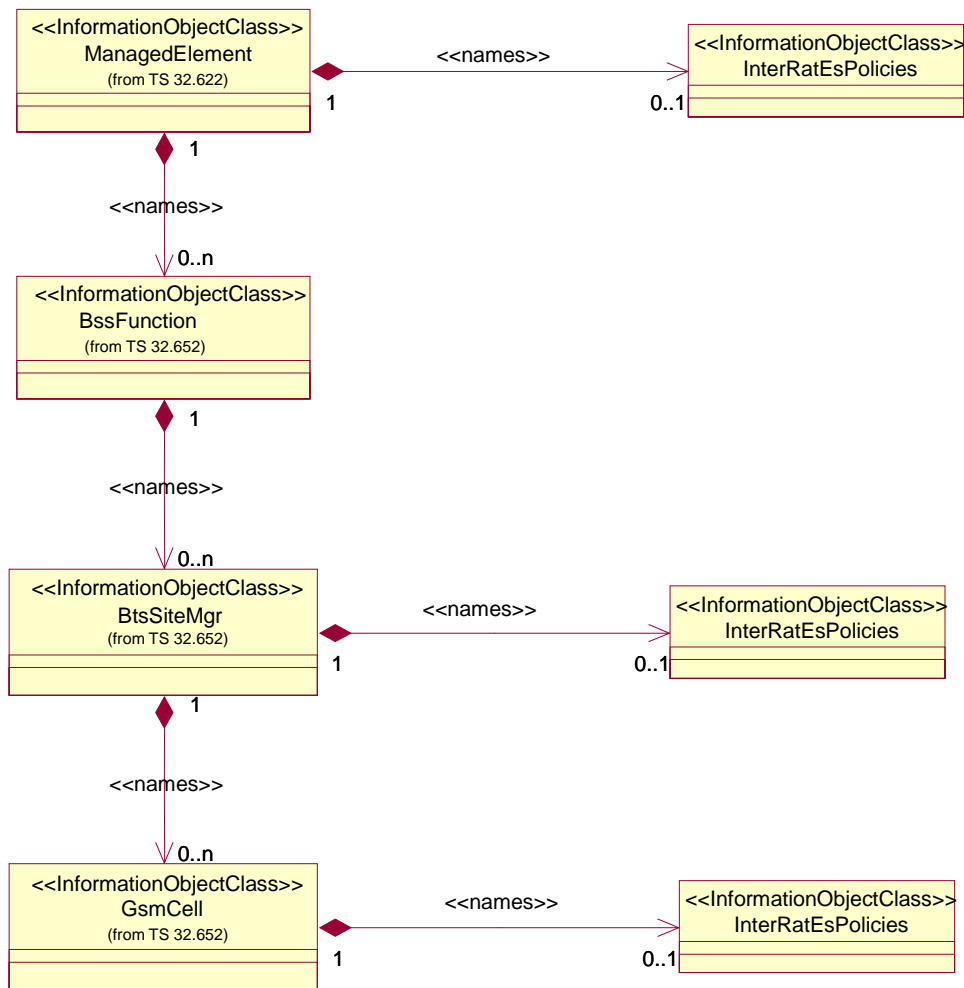 <<InformationObjectClass>>
ManagedElement
(from TS 32.622)
<<names>>
<<InformationObjectClass>>
InterRatEsPolicies
1
0..1
1
<<names>>
0..n
<<InformationObjectClass>>
BssFunction
(from TS 32.652)
1
<<names>>
0..n
<<InformationObjectClass>>
BtsSiteMgr
(from TS 32.652)
<<names>>
<<InformationObjectClass>>
InterRatEsPolicies
1
0..1
1
<<names>>
0..n
<<InformationObjectClass>>
GsmCell
(from TS 32.652)
<<names>>
<<InformationObjectClass>>
InterRatEsPolicies
1
0..1